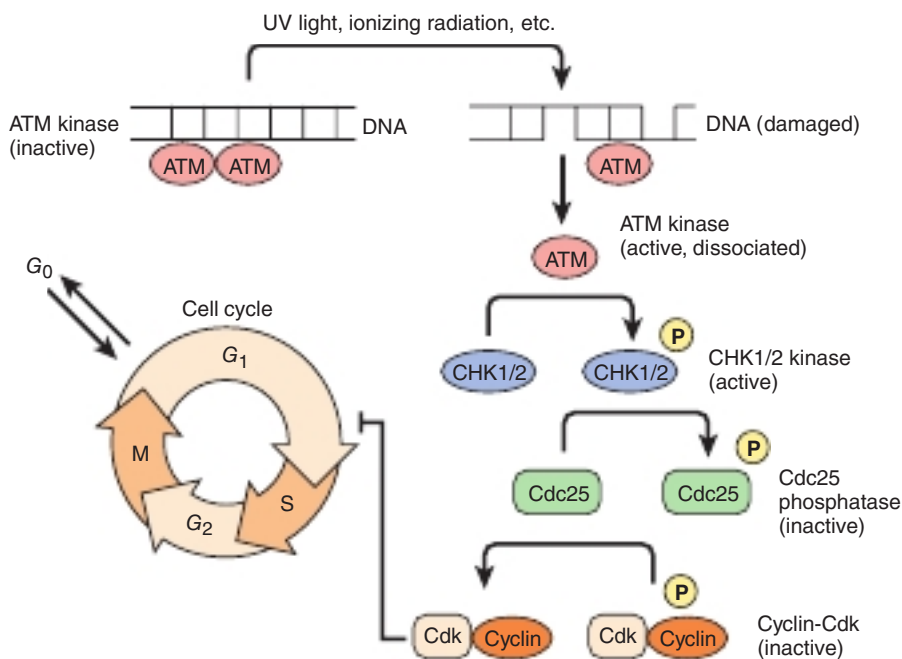 UV light, ionizing radiation, etc.
ATM kinase
(inactive)
DNA
ATM
ATM
DNA (damaged)
ATM
ATM kinase
(active, dissociated)
ATM
G0
Cell cycle
G1
S
G2
M
CHK1/2
CHK1/2
P
CHK1/2 kinase
(active)
Cdc25
Cdc25
P
Cdc25
phosphatase
(inactive)
Cdk
Cyclin
Cdk
Cyclin
P
Cyclin-Cdk
(inactive)